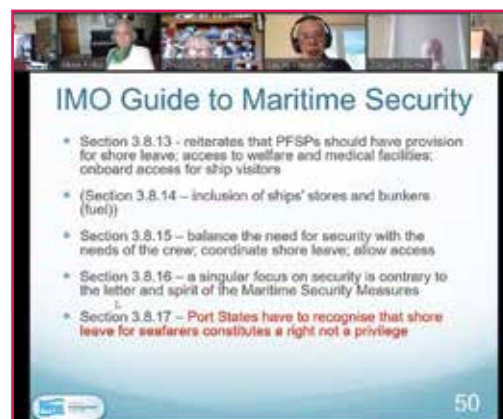 IMO Guide to Maritime Security
Section 3.8.13 - reiterates that PFSPs should have provision
for shore leave; access to welfare and medical facilities;
onboard access for ship visitors
(Section 3.8.14 – inclusion of ships' stores and bunkers
(fuel))
Section 3.8.15 – balance the need for security with the
needs of the crew; coordinate shore leave; allow access
Section 3.8.16 – a singular focus on security is contrary to
the letter and spirit of the Maritime Security Measures
Section 3.8.17 – Port States have to recognise that shore
leave for seafarers constitutes a right not a privilege
50